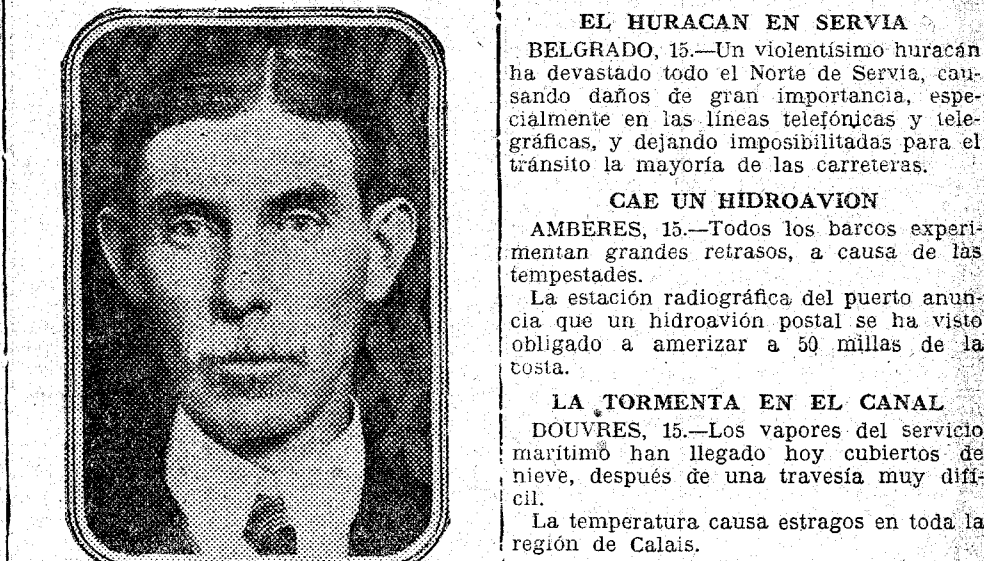 EL HURACAN EN SERVIA
BELGRADO, 15.—Un violentísimo huracán
ha devastado todo el Norte de Servia, cau-
sando daños de gran importancia, espe-
cialmente en las líneas telefónicas y tele-
gráficas, y dejando imposibilitadas para el
tránsito la mayoría de las carreteras.
CAE UN HIDROAVION
AMBERES, 15.—Todos los barcos experi-
mentan grandes retrasos, a causa de las
tempestades.
La estación radiográfica del puerto anun-
cia que un hidroavión postal se ha visto
obligado a amerizar a 50 millas de la
costa.
LA TORMENTA EN EL CANAL
DOUVRES, 15.—Los vapores del servicio
marítimo han llegado hoy cubiertos de
nieve, después de una travesía muy difí-
cil.
La temperatura causa estragos en toda la
región de Calais.